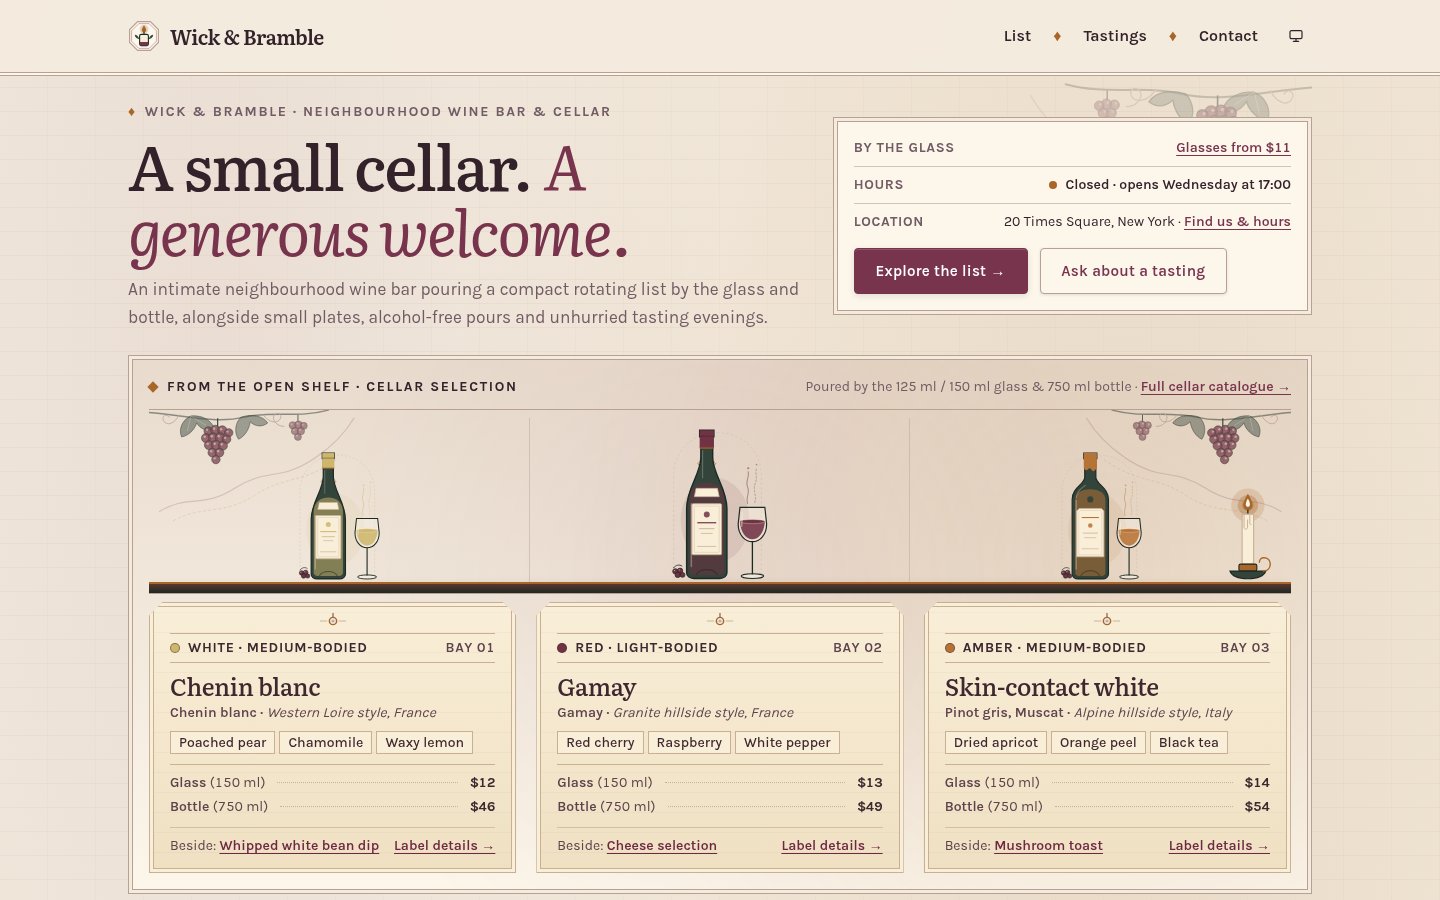 Wick & Bramble
List ♦ Tastings ♦ Contact
♦ WICK & BRAMBLE · NEIGHBOURHOOD WINE BAR & CELLAR
A small cellar. A
generous welcome.
An intimate neighbourhood wine bar pouring a compact rotating list by the glass and
bottle, alongside small plates, alcohol-free pours and unhurried tasting evenings.
BY THE GLASS Glasses from $11
HOURS Closed · opens Wednesday at 17:00
LOCATION 20 Times Square, New York · Find us & hours
Explore the list → Ask about a tasting
FROM THE OPEN SHELF · CELLAR SELECTION
Poured by the 125 ml / 150 ml glass & 750 ml bottle · Full cellar catalogue →
WHITE · MEDIUM-BODIED BAY 01
Chenin blanc
Chenin blanc · Western Loire style, France
Poached pear Chamomile Waxy lemon
Glass (150 ml) $12
Bottle (750 ml) $46
Beside: Whipped white bean dip Label details →
RED · LIGHT-BODIED BAY 02
Gamay
Gamay · Granite hillside style, France
Red cherry Raspberry White pepper
Glass (150 ml) $13
Bottle (750 ml) $49
Beside: Cheese selection Label details →
AMBER · MEDIUM-BODIED BAY 03
Skin-contact white
Pinot gris, Muscat · Alpine hillside style, Italy
Dried apricot Orange peel Black tea
Glass (150 ml) $14
Bottle (750 ml) $54
Beside: Mushroom toast Label details →